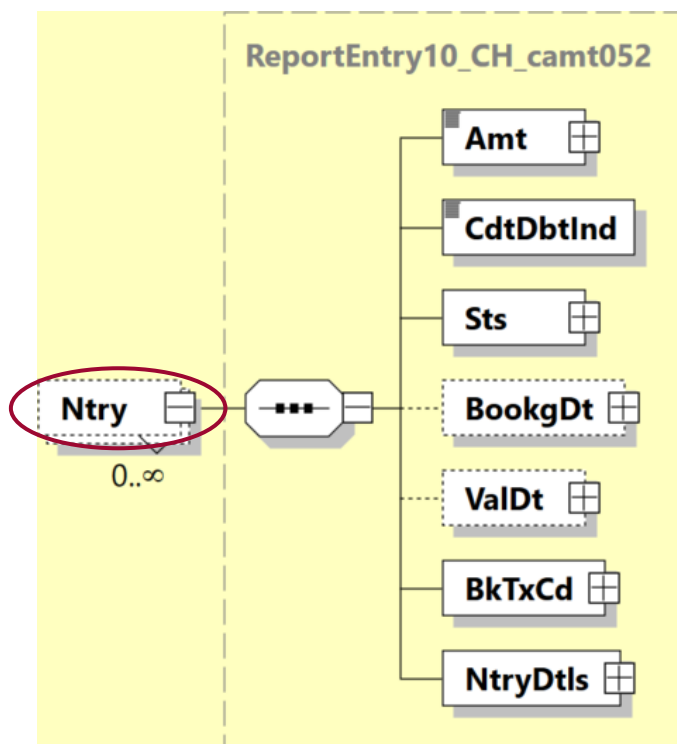 ReportEntry10_CH_camt052
Amt
CdtDbtInd
Sts
Ntry
0..∞
BookgDt
ValDt
BkTxCd
NtryDtls